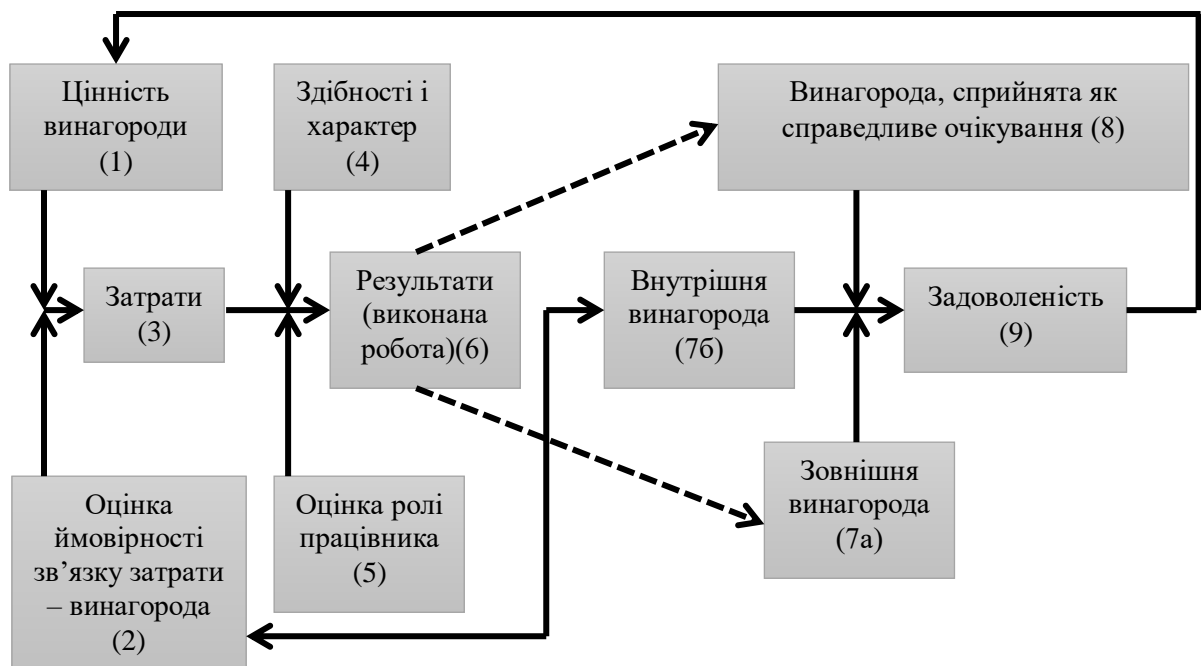 Цінність
винагороди
(1)
Здібності і
характер
(4)
Винагорода, сприйнята як
справедливе очікування (8)
Затрати
(3)
Результати
(виконана
робота)(6)
Внутрішня
винагорода
(7б)
Задоволеність
(9)
Оцінка
ймовірності
зв’язку затрати
– винагорода
(2)
Оцінка ролі
працівника
(5)
Зовнішня
винагорода
(7а)